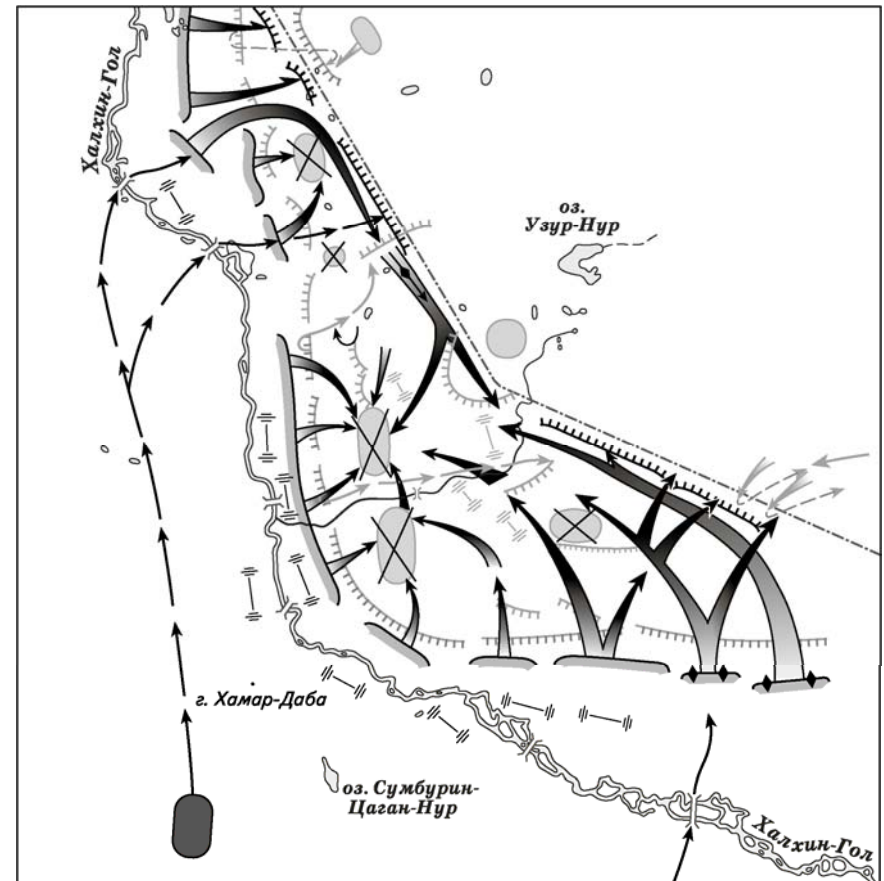 Халхин-Гол
оз.
Узур-Нур
г. Хамар-Даба
оз. Сумбурин-
Цаган-Нур
Халхин-Гол